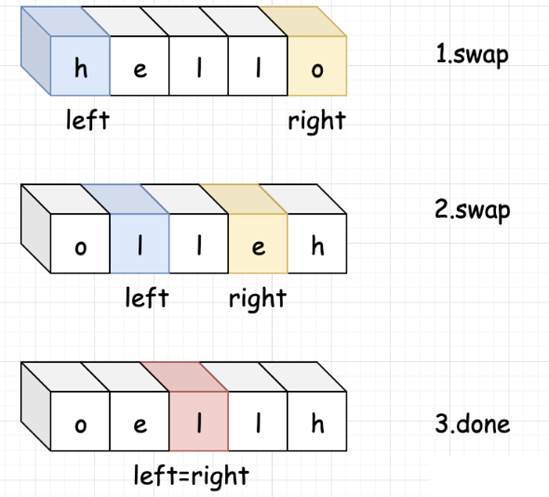 h e l l o
1.swap
left right
o l l e h
2.swap
left right
o e l l h
3.done
left=right